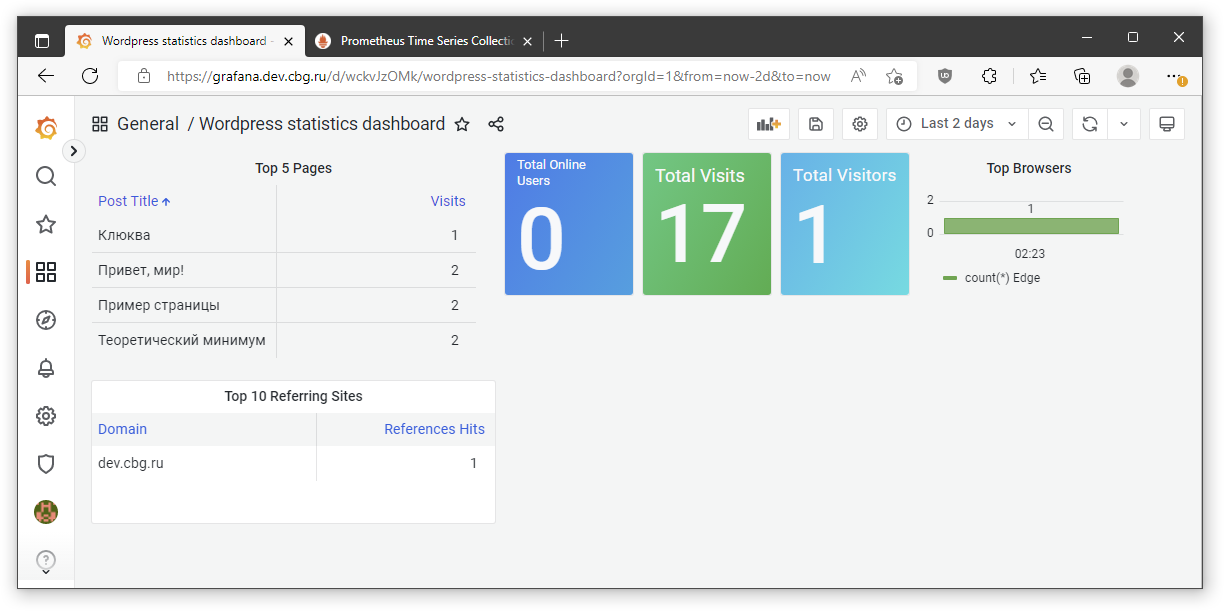 Wordpress statistics dashboard -
Prometheus Time Series Collectic
https://grafana.dev.cbg.ru/d/wckvJzOMk/wordpress-statistics-dashboard?orgId=1&from=now-2d&to=now
General / Wordpress statistics dashboard
Last 2 days
Top 5 Pages
Post Title Visits
Клюква 1
Привет, мир! 2
Пример страницы 2
Теоретический минимум 2
Total Online
Users
0
Total Visits
17
Total Visitors
1
Top Browsers
2
1
0
02:23
count(*) Edge
Top 10 Referring Sites
Domain References Hits
dev.cbg.ru 1